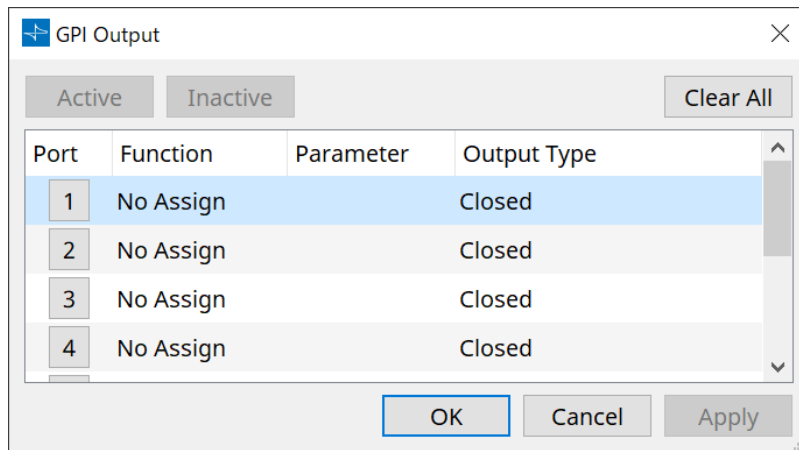 GPI Output
Active Inactive Clear All
Port Function Parameter Output Type
1 No Assign Closed
2 No Assign Closed
3 No Assign Closed
4 No Assign Closed
OK Cancel Apply